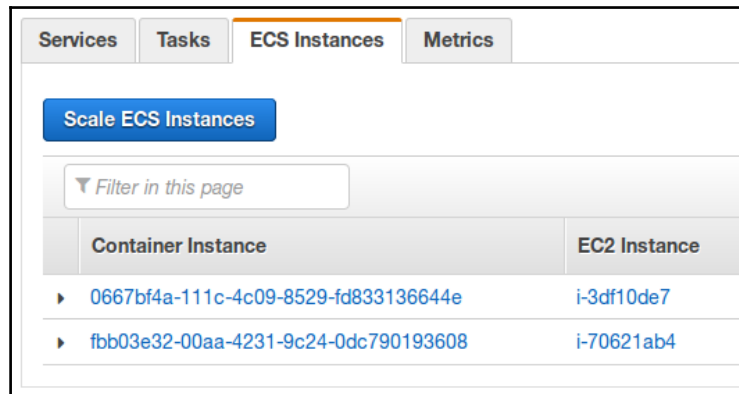 Services Tasks ECS Instances Metrics
Scale ECS Instances
Filter in this page
Container Instance EC2 Instance
0667bf4a-111c-4c09-8529-fd833136644e i-3df10de7
fbb03e32-00aa-4231-9c24-0dc790193608 i-70621ab4